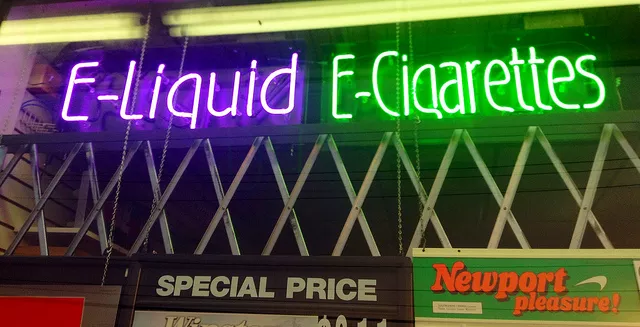 E-Liquid E-Cigarettes
SPECIAL PRICE
Newport
pleasure!